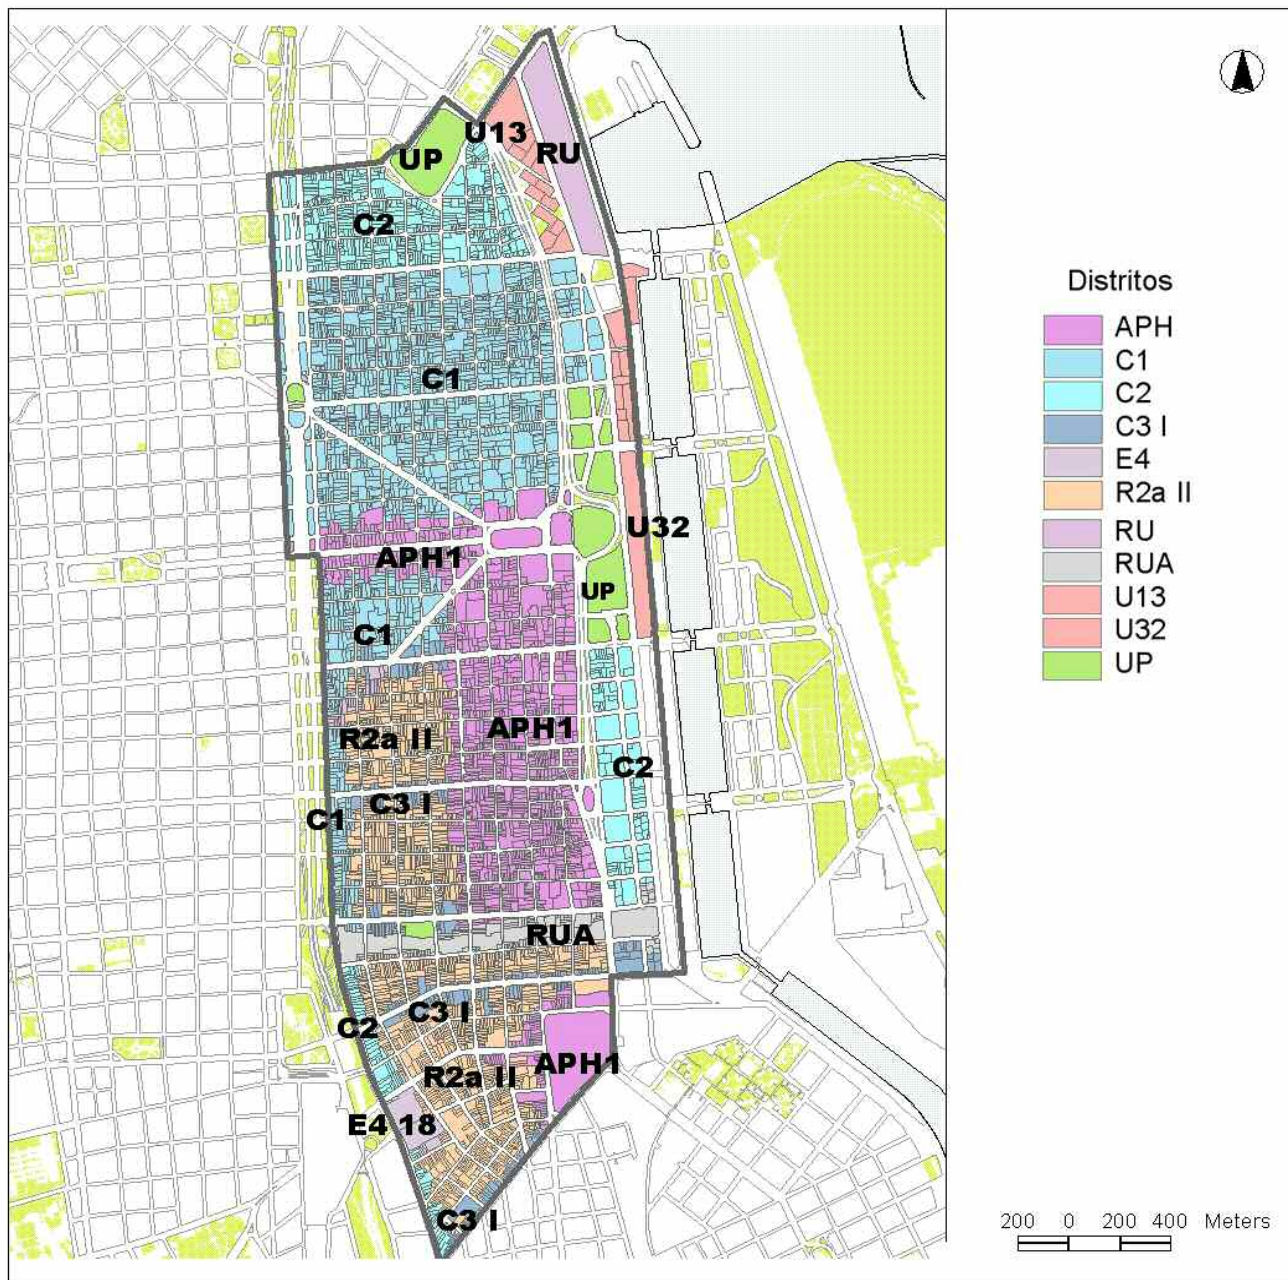 U13
UP
RU
C2
C1
U32
APH1
UP
C1
R2a II
APH1
C2
C3 I
C1
RUA
C3 I
C2
APH1
R2a II
E4 18
C3 I
Distritos
APH
C1
C2
C3 I
E4
R2a II
RU
RUA
U13
U32
UP
200 0 200 400 Meters